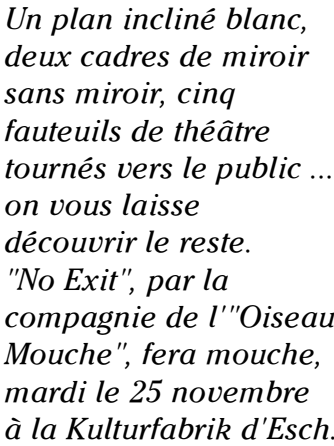 Un plan incliné blanc,
deux cadres de miroir
sans miroir, cinq
fauteuils de théâtre
tournés vers le public ...
on vous laisse
découvrir le reste.
"No Exit", par la
compagnie de l'"Oiseau
Mouche", fera mouche,
mardi le 25 novembre
à la Kulturfabrik d'Esch.